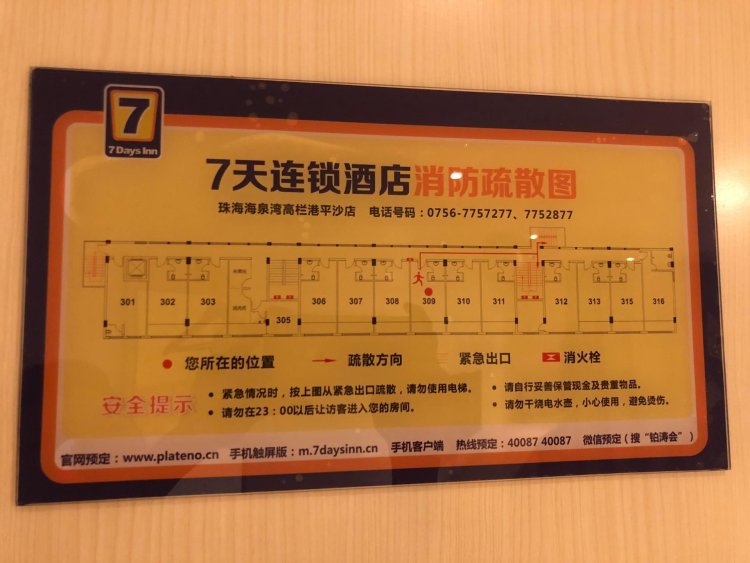 7
7 Days Inn
7天连锁酒店消防疏散图
珠海海泉湾高栏港平沙店 电话号码：0756-7757277、7752877
301 302 303 305 306 307 308 309 310 311 312 313 315 316
您所在的位置 疏散方向 紧急出口 消火栓
安全提示
• 紧急情况时，按上图从紧急出口疏散，请勿使用电梯。
• 请勿在23：00以后让访客进入您的房间。
• 请自行妥善保管现金及贵重物品。
• 请勿干烧电水壶，小心使用，避免烫伤。
官网预定：www.plateno.cn 手机触屏版：m.7daysinn.cn 手机客户端 热线预定：40087 40087 微信预定（搜“铂涛会”）